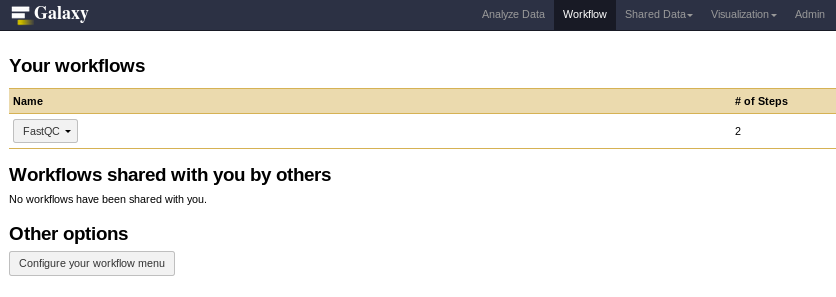 Galaxy Analyze Data Workflow Shared Data Visualization Admin
Your workflows
Name # of Steps
FastQC 2
Workflows shared with you by others
No workflows have been shared with you.
Other options
Configure your workflow menu